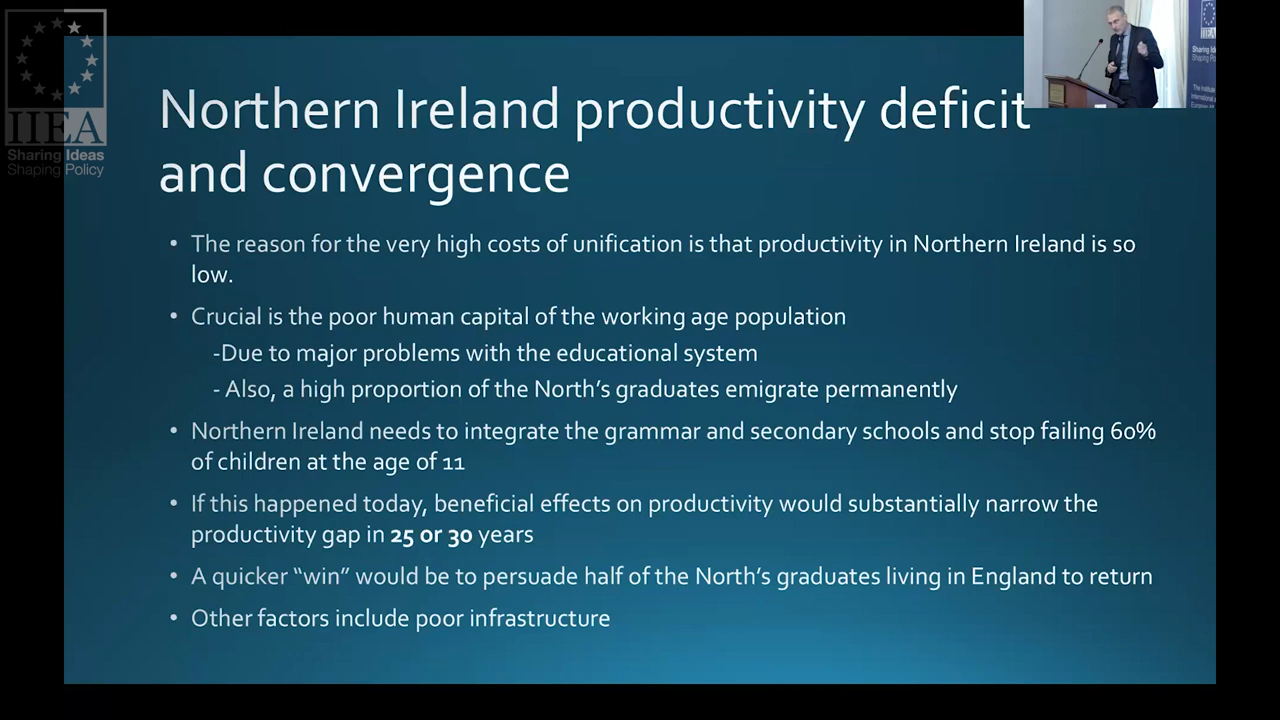 IIEA
Sharing Ideas
Shaping Policy
Northern Ireland productivity deficit
and convergence
• The reason for the very high costs of unification is that productivity in Northern Ireland is so
low.
• Crucial is the poor human capital of the working age population
-Due to major problems with the educational system
- Also, a high proportion of the North's graduates emigrate permanently
• Northern Ireland needs to integrate the grammar and secondary schools and stop failing 60%
of children at the age of 11
• If this happened today, beneficial effects on productivity would substantially narrow the
productivity gap in 25 or 30 years
• A quicker “win” would be to persuade half of the North's graduates living in England to return
• Other factors include poor infrastructure
Sharing
Shaping